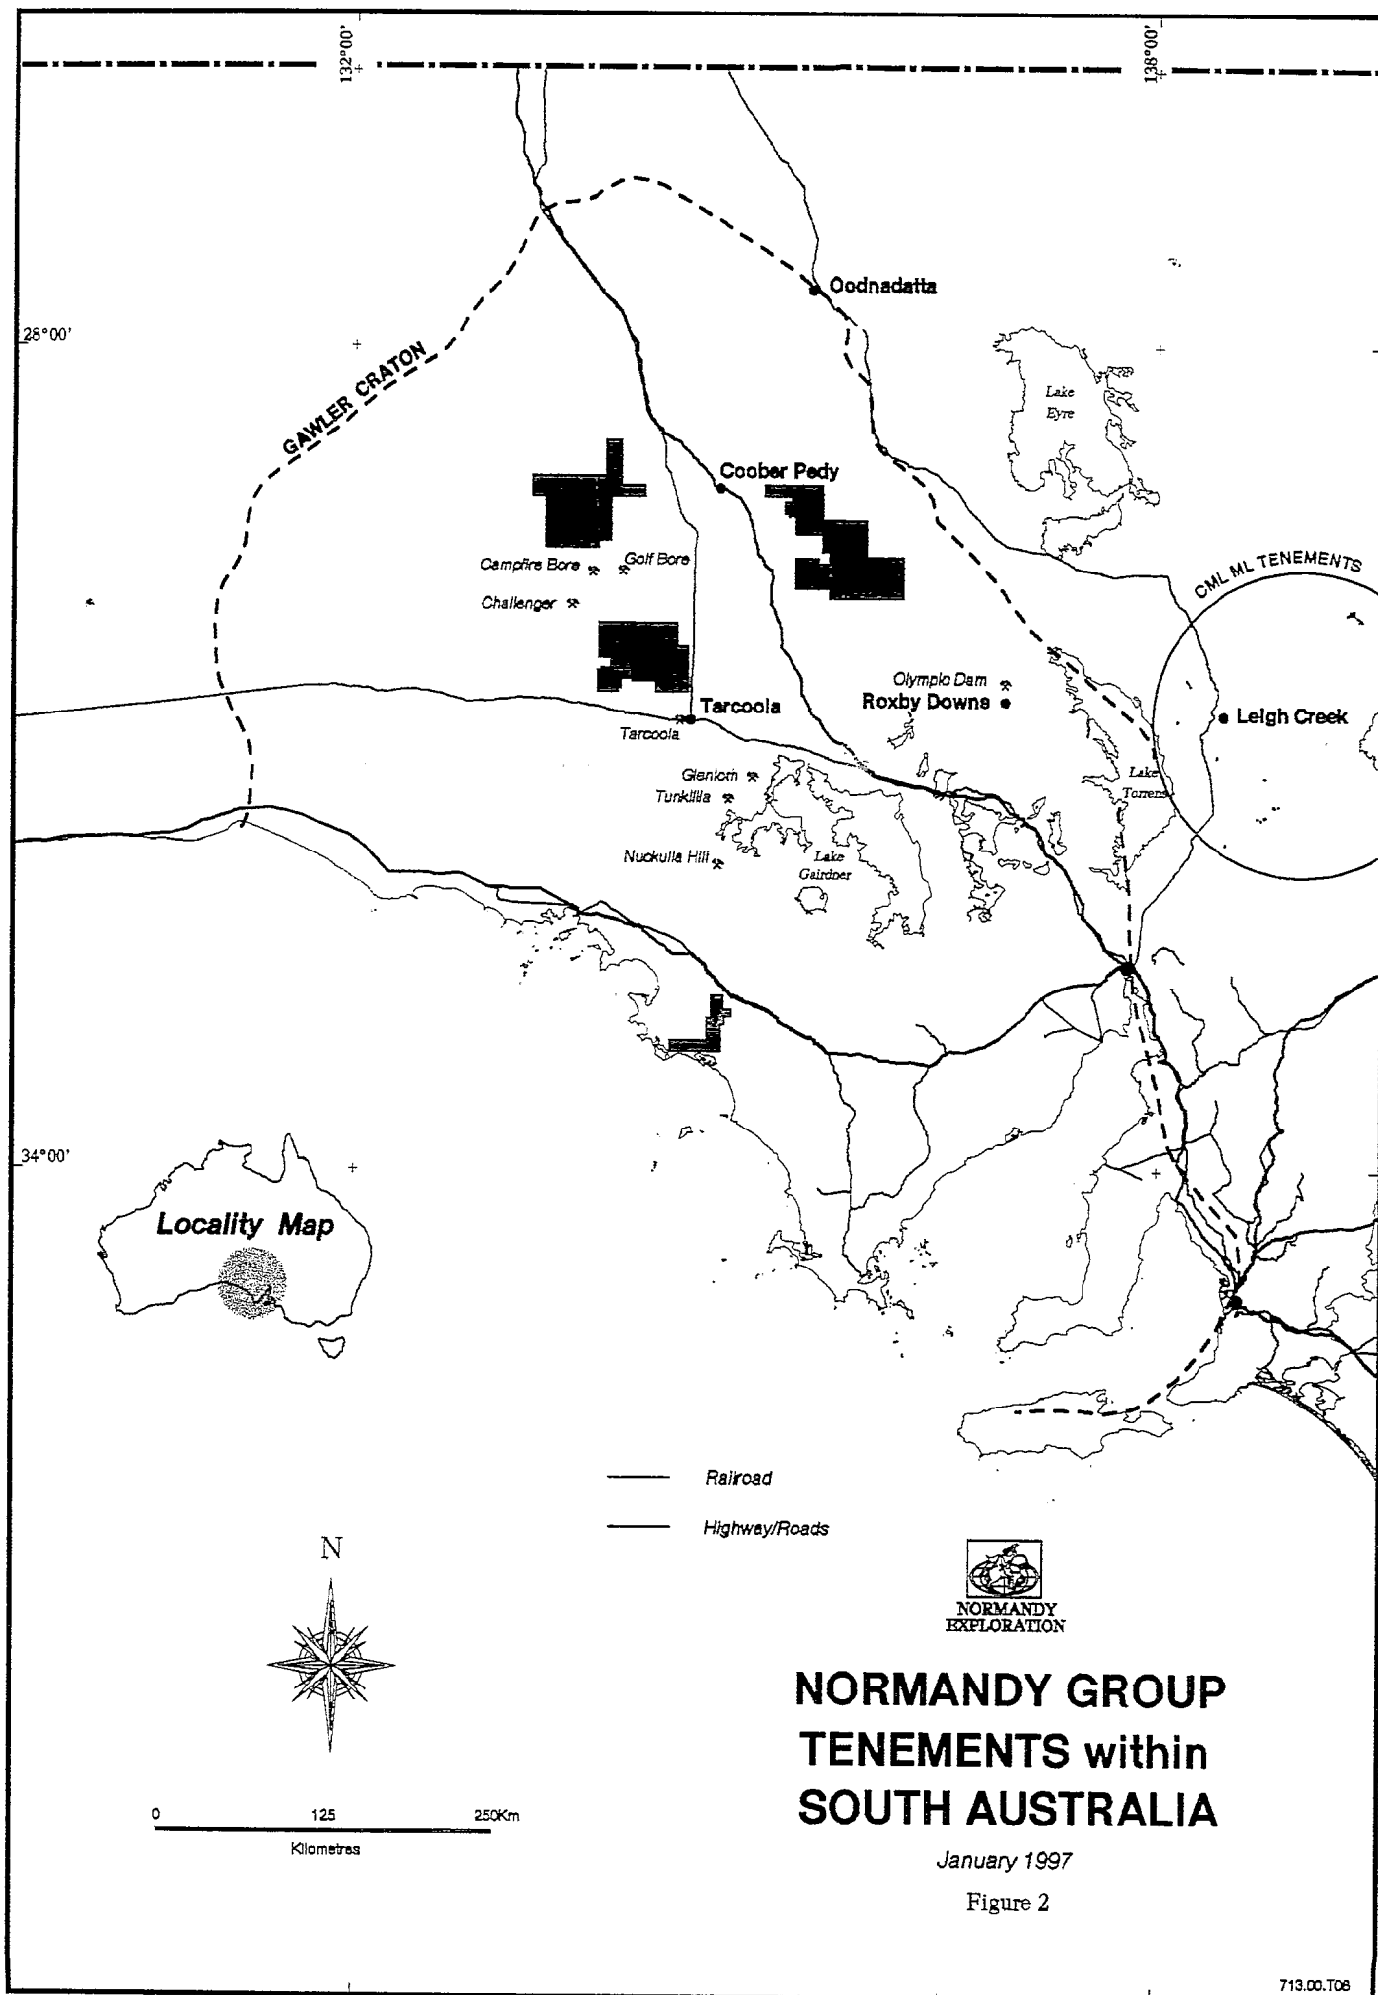 132°00'
138°00'
Oodnadatta
28°00'
GAWLER CRATON
Lake
Eyre
Coober Pedy
Campfire Bore
Golf Bore
CML ML TENEMENTS
Challenger
Olympic Dam
Roxby Downs
Tarcoola
Leigh Creek
Tarcoola
Glenloth
Lake
Torrens
Tunkillia
Nuckulla Hill
Lake
Gairdner
34°00'
Locality Map
Railroad
Highway/Roads
N
NORMANDY
EXPLORATION
NORMANDY GROUP
TENEMENTS within
SOUTH AUSTRALIA
0 125 250Km
Kilometres
January 1997
Figure 2
713.00.T06